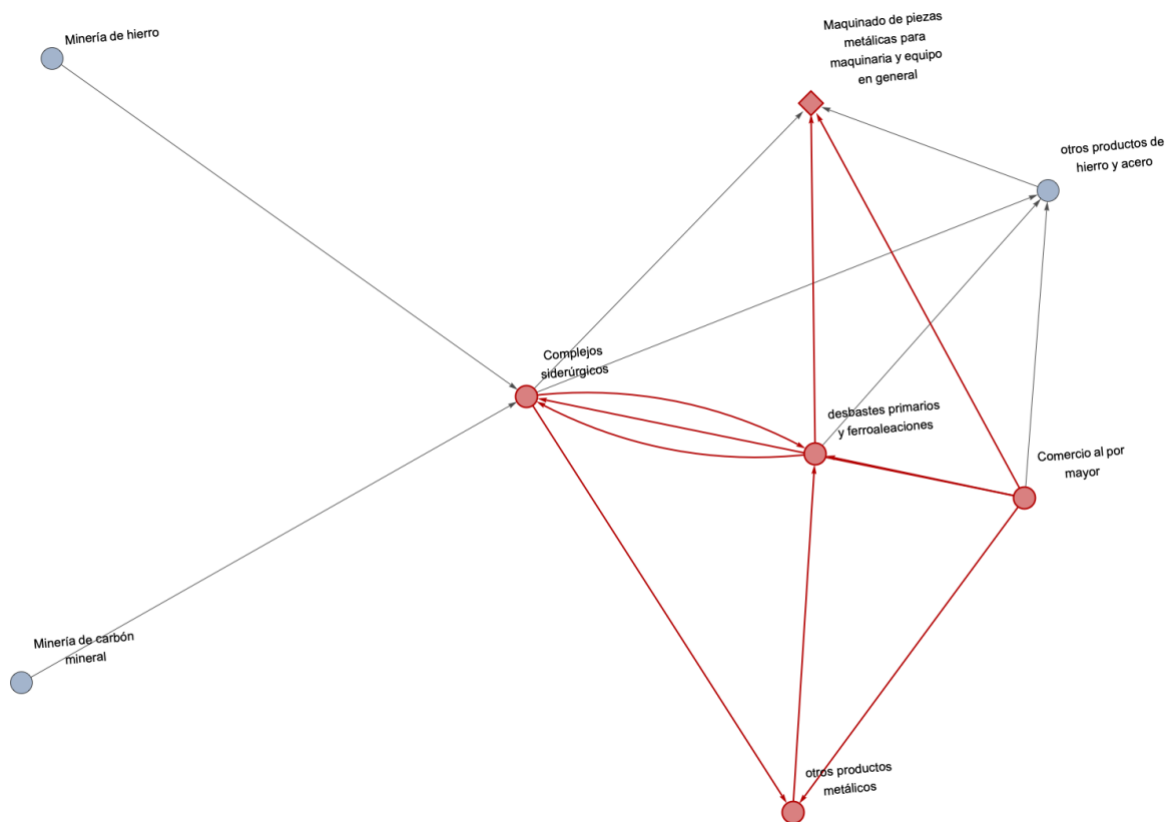 Minería de hierro
Maquinado de piezas
metálicas para
maquinaria y equipo
en general
otros productos de
hierro y acero
Complejos
siderúrgicos
desbastes primarios
y ferroaleaciones
Comercio al por
mayor
Minería de carbón
mineral
otros productos
metálicos